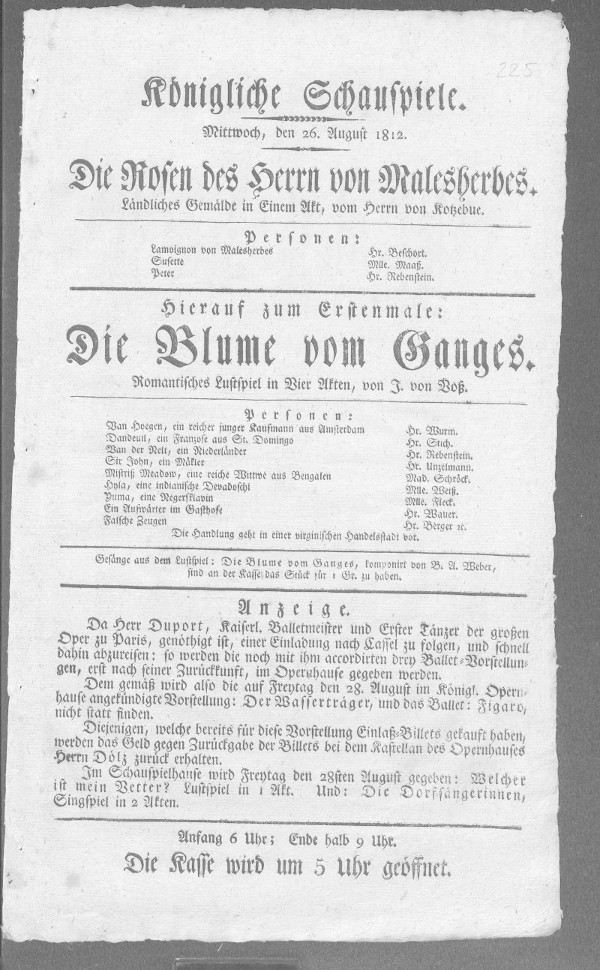 225
Königliche Schauspiele.
Mittwoch, den 26. August 1812.
Die Rosen des Herrn von Malesherbes.
Ländliches Gemälde in Einem Akt, vom Herrn von Kotzebue.
Personen:
Lamoignon von Malesherbes Hr. Beschort.
Susette Mlle. Maaß.
Peter Hr. Rebenstein.
Hierauf zum Erstenmale:
Die Blume vom Ganges.
Romantisches Lustspiel in Vier Akten, von J. von Voß.
Personen:
Van Hoegen, ein reicher junger Kaufmann aus Amsterdam Hr. Wurm.
Dandeuil, ein Franzose aus St. Domingo Hr. Stich.
Van der Nelt, ein Niederländer Hr. Rebenstein.
Sir John, ein Mäkler Hr. Unzelmann.
Mistriß Meadow, eine reiche Wittwe aus Bengalen Mad. Schröck.
Hyla, eine indianische Devadoschi Mlle. Weiß.
Yuma, eine Negersklavin Mlle. Fleck.
Ein Aufwärter im Gasthofe Hr. Wauer.
Falsche Zeugen Hr. Berger ꝛc.
Die Handlung geht in einer virginischen Handelsstadt vor.
Gesänge aus dem Lustspiel: Die Blume vom Ganges, komponirt von B. A. Weber,
sind an der Kasse das Stück für 1 Gr. zu haben.
Anzeige.
Da Herr Duport, Kaiserl. Balletmeister und Erster Tänzer der großen
Oper zu Paris, genöthigt ist, einer Einladung nach Cassel zu folgen, und schnell
dahin abzureisen: so werden die noch mit ihm accordirten drey Ballet-Vorstellun-
gen, erst nach seiner Zurückkunft, im Opernhause gegeben werden.
Dem gemäß wird also die auf Freytag den 28. August im Königl. Opern-
hause angekündigte Vorstellung: Der Wasserträger, und das Ballet: Figaro,
nicht statt finden.
Diejenigen, welche bereits für diese Vorstellung Einlaß-Billets gekauft haben,
werden das Geld gegen Zurückgabe der Billets bei dem Kastellan des Opernhauses
Herrn Dölz zurück erhalten.
Im Schauspielhause wird Freytag den 28sten August gegeben: Welcher
ist mein Vetter? Lustspiel in 1 Akt. Und: Die Dorfsängerinnen,
Singspiel in 2 Akten.
Anfang 6 Uhr; Ende halb 9 Uhr.
Die Kasse wird um 5 Uhr geöffnet.